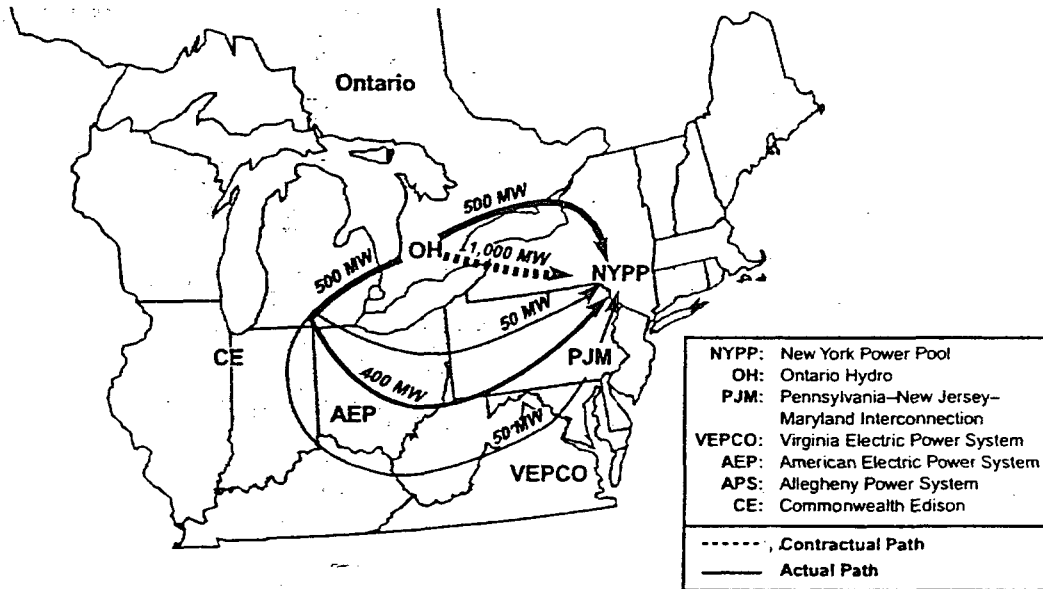 Ontario
500 MW
OH
1,000 MW
NYPP
500 MW
50 MW
CE
PJM
400 MW
AEP
50 MW
VEPCO
NYPP: New York Power Pool
OH: Ontario Hydro
PJM: Pennsylvania–New Jersey–
Maryland Interconnection
VEPCO: Virginia Electric Power System
AEP: American Electric Power System
APS: Allegheny Power System
CE: Commonwealth Edison
Contractual Path
Actual Path